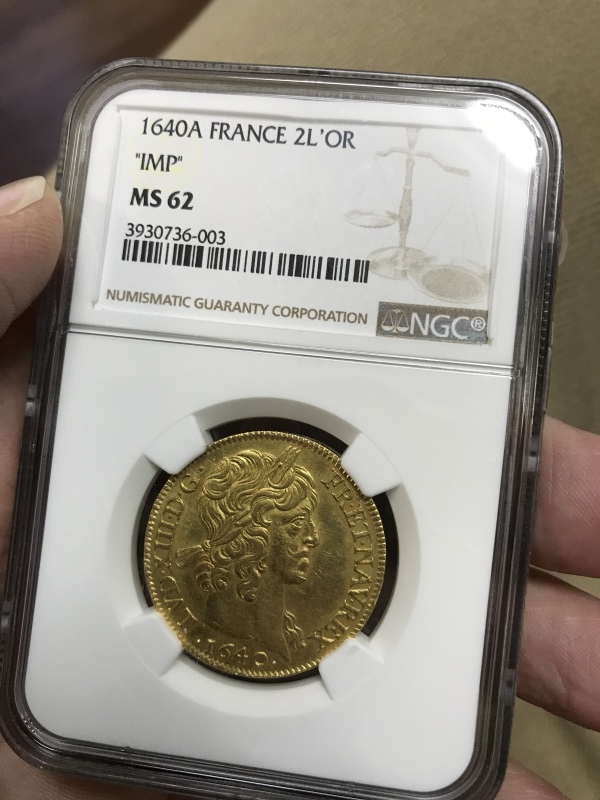 1640A FRANCE 2L'OR
"IMP"
MS 62
3930736-003
NUMISMATIC GUARANTY CORPORATION
NGC®
LVD·XIII·D·G·
FR·ET·NAV·REX
·1640·